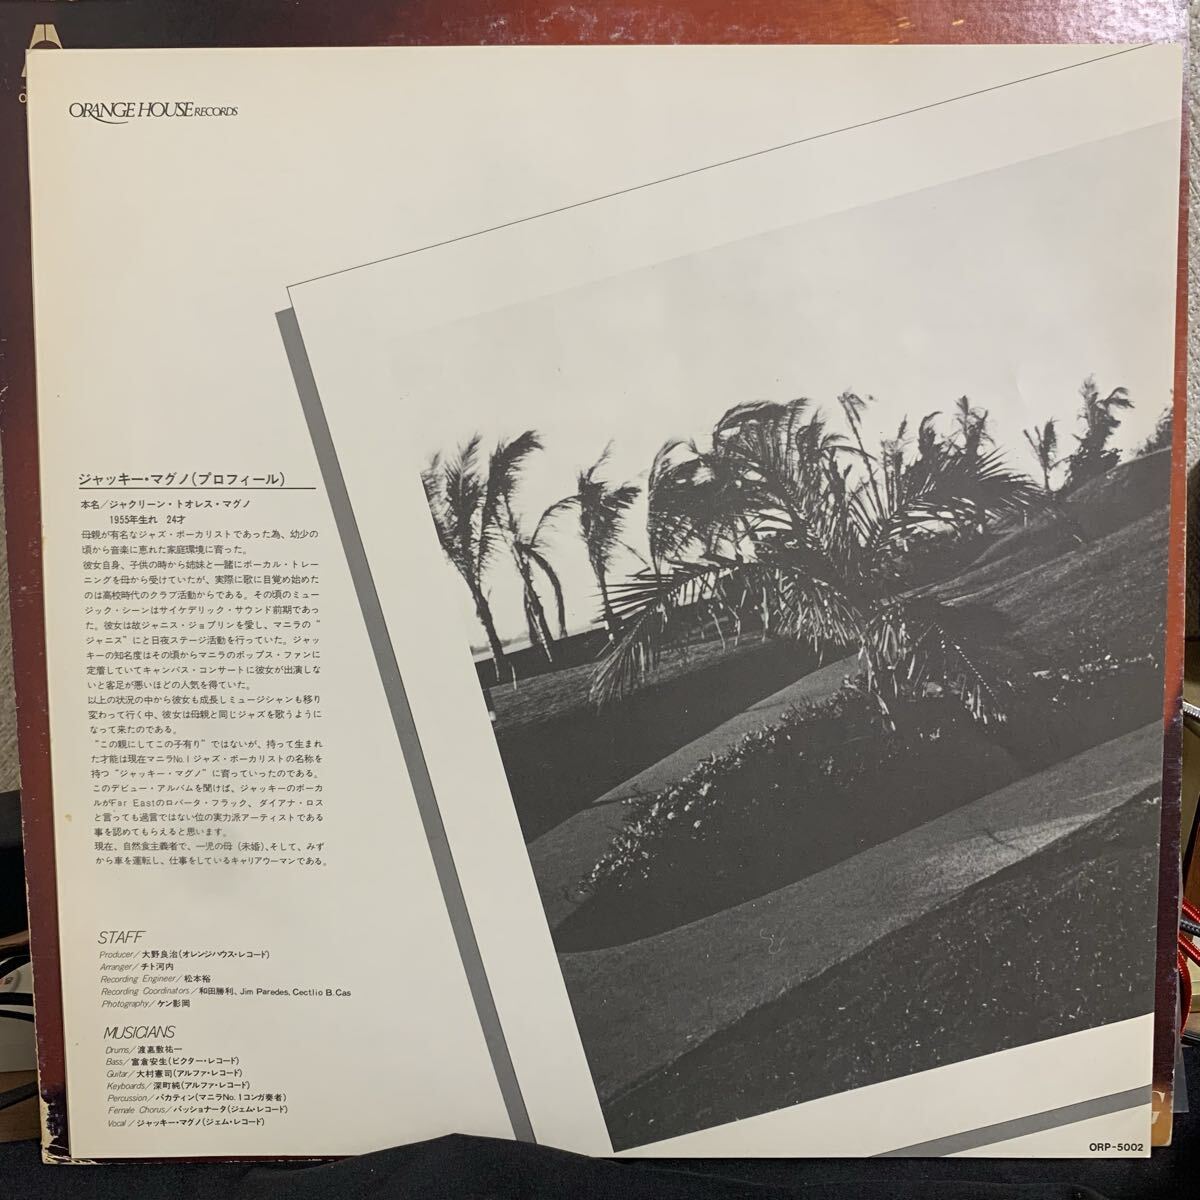 ORANGE HOUSE RECORDS
ジャッキー・マグノ(プロフィール)
本名/ジャクリーン・トオレス・マグノ
1955年生れ 24才
母親が有名なジャズ・ボーカリストであった為、幼少の
頃から音楽に恵れた家庭環境に育った。
彼女自身、子供の時から姉妹と一諸にボーカル・トレー
ニングを母から受けていたが、実際に歌に目覚め始めた
のは高校時代のクラブ活動からである。その頃のミュー
ジック・シーンはサイケデリック・サウンド前期であっ
た。彼女は故ジャニス・ジョプリンを愛し、マニラの“
ジャニス”にと日夜ステージ活動を行っていた。ジャッ
キーの知名度はその頃からマニラのポップス・ファンに
定着していてキャンパス・コンサートに彼女が出演しな
いと客足が悪いほどの人気を得ていた。
以上の状況の中から彼女も成長しミュージシャンも移り
変わって行く中、彼女は母親と同じジャズを歌うように
なって来たのである。
“この親にしてこの子有り”ではないが、持って生まれ
た才能は現在マニラNo.1ジャズ・ボーカリストの名称を
持つ“ジャッキー・マグノ”に育っていったのである。
このデビュー・アルバムを聞けば、ジャッキーのボーカ
ルがFar Eastのロバータ・フラック、ダイアナ・ロス
と言っても過言ではない位の実力派アーティストである
事を認めてもらえると思います。
現在、自然食主義者で、一児の母(未婚)、そして、みず
から車を運転し、仕事をしているキャリアウーマンである。
STAFF
Producer/大野良治(オレンジハウス・レコード)
Arranger/チト河内
Recording Engineer/松本裕
Recording Coordinators/和田勝利、Jim Paredes, Cectlio B. Cas
Photography/ケン影岡
MUSICIANS
Drums/渡嘉敷祐一
Bass/富倉安生(ビクター・レコード)
Guitar/大村憲司(アルファ・レコード)
Keyboards/深町純(アルファ・レコード)
Percussion/パカティン(マニラNo.1コンガ奏者)
Female Chorus/パッショナータ(ジェム・レコード)
Vocal/ジャッキー・マグノ(ジェム・レコード)
ORP-5002